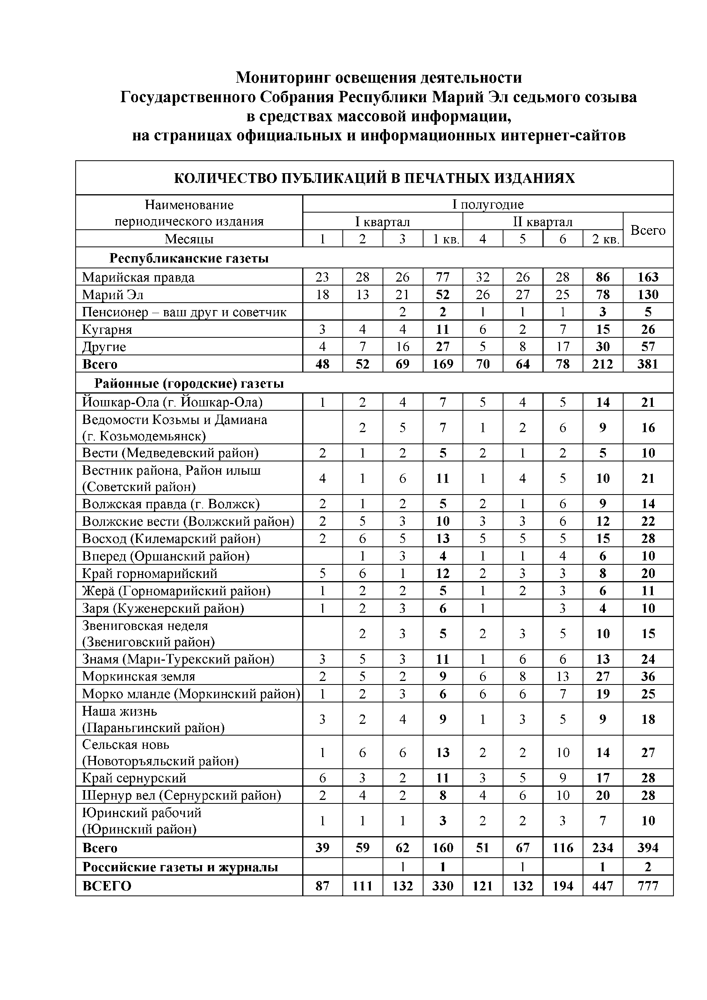 Мониторинг освещения деятельности
Государственного Собрания Республики Марий Эл седьмого созыва
в средствах массовой информации,
на страницах официальных и информационных интернет-сайтов
КОЛИЧЕСТВО ПУБЛИКАЦИЙ В ПЕЧАТНЫХ ИЗДАНИЯХ
Наименование
периодического издания
I полугодие
I квартал II квартал Всего
Месяцы 1 2 3 1 кв. 4 5 6 2 кв.
Республиканские газеты
Марийская правда 23 28 26 77 32 26 28 86 163
Марий Эл 18 13 21 52 26 27 25 78 130
Пенсионер – ваш друг и советчик 2 2 1 1 1 3 5
Кугарня 3 4 4 11 6 2 7 15 26
Другие 4 7 16 27 5 8 17 30 57
Всего 48 52 69 169 70 64 78 212 381
Районные (городские) газеты
Йошкар-Ола (г. Йошкар-Ола) 1 2 4 7 5 4 5 14 21
Ведомости Козьмы и Дамиана
(г. Козьмодемьянск) 2 5 7 1 2 6 9 16
Вести (Медведевский район) 2 1 2 5 2 1 2 5 10
Вестник района, Район илыш
(Советский район) 4 1 6 11 1 4 5 10 21
Волжская правда (г. Волжск) 2 1 2 5 2 1 6 9 14
Волжские вести (Волжский район) 2 5 3 10 3 3 6 12 22
Восход (Килемарский район) 2 6 5 13 5 5 5 15 28
Вперед (Оршанский район) 1 3 4 1 1 4 6 10
Край горномарийский 5 6 1 12 2 3 3 8 20
Жерӓ (Горномарийский район) 1 2 2 5 1 2 3 6 11
Заря (Куженерский район) 1 2 3 6 1 3 4 10
Звениговская неделя
(Звениговский район) 2 3 5 2 3 5 10 15
Знамя (Мари-Турекский район) 3 5 3 11 1 6 6 13 24
Моркинская земля 2 5 2 9 6 8 13 27 36
Морко мланде (Моркинский район) 1 2 3 6 6 6 7 19 25
Наша жизнь
(Параньгинский район) 3 2 4 9 1 3 5 9 18
Сельская новь
(Новоторъяльский район) 1 6 6 13 2 2 10 14 27
Край сернурский 6 3 2 11 3 5 9 17 28
Шернур вел (Сернурский район) 2 4 2 8 4 6 10 20 28
Юринский рабочий
(Юринский район) 1 1 1 3 2 2 3 7 10
Всего 39 59 62 160 51 67 116 234 394
Российские газеты и журналы 1 1 1 1 2
ВСЕГО 87 111 132 330 121 132 194 447 777